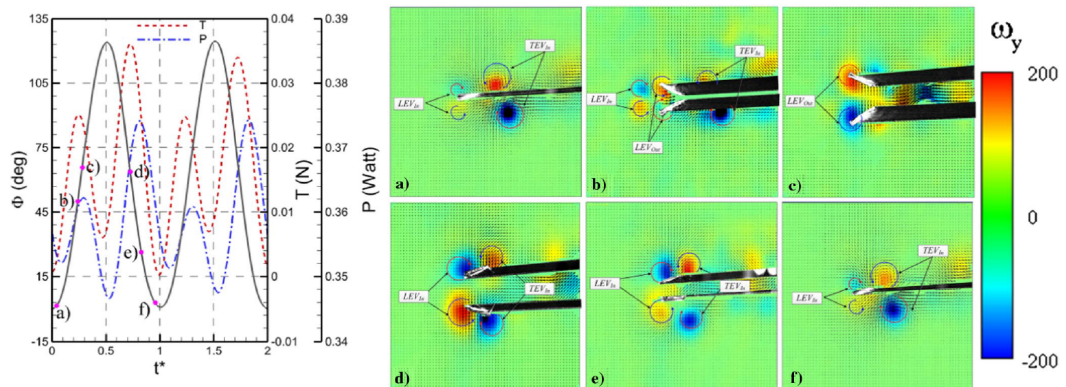 T
P
135
105
75
45
15
-15
Φ (deg)
0
0.5
1
1.5
2
t*
0.04
0.03
0.02
0.01
0
-0.01
T (N)
0.39
0.38
0.37
0.36
0.35
0.34
P (Watt)
a)
b)
c)
d)
e)
f)
TEV_In
LEV_In
a)
TEV_In
LEV_In
LEV_Out
b)
LEV_Out
c)
LEV_In
TEV_In
d)
LEV_In
TEV_In
e)
TEV_In
LEV_In
f)
ω_y
200
0
-200